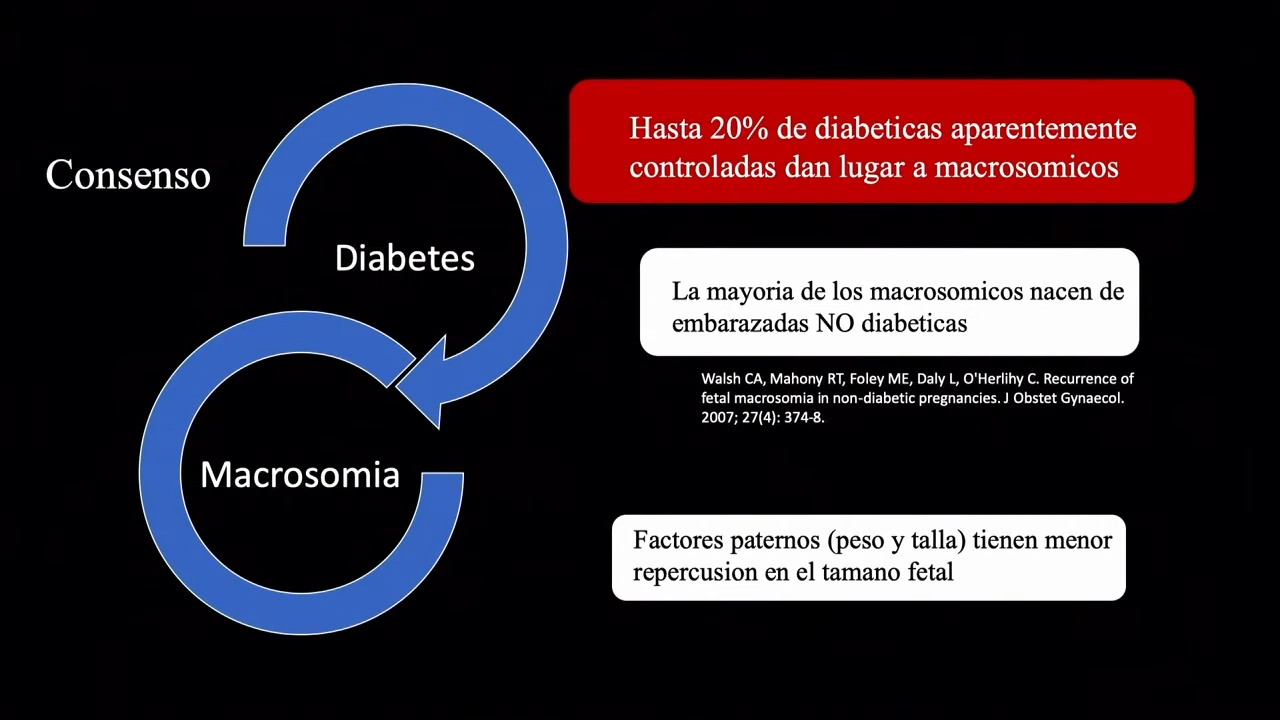 Consenso
Diabetes
Macrosomia
Hasta 20% de diabeticas aparentemente
controladas dan lugar a macrosomicos
La mayoria de los macrosomicos nacen de
embarazadas NO diabeticas
Walsh CA, Mahony RT, Foley ME, Daly L, O'Herlihy C. Recurrence of
fetal macrosomia in non-diabetic pregnancies. J Obstet Gynaecol.
2007; 27(4): 374-8.
Factores paternos (peso y talla) tienen menor
repercusion en el tamano fetal